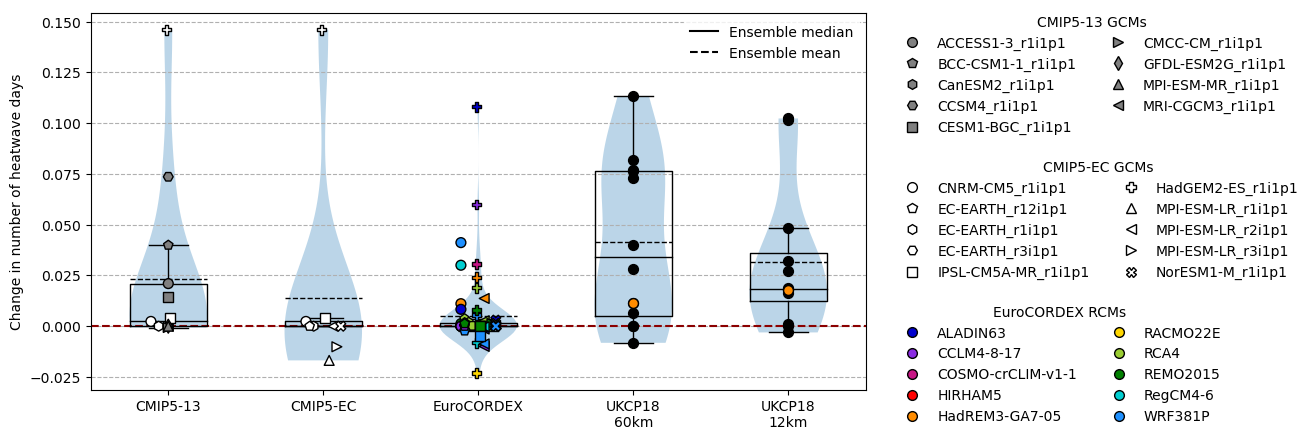 Change in number of heatwave days
0.150
0.125
0.100
0.075
0.050
0.025
0.000
−0.025
Ensemble median
Ensemble mean
CMIP5-13
CMIP5-EC
EuroCORDEX
UKCP18
60km
UKCP18
12km
CMIP5-13 GCMs
ACCESS1-3_r1i1p1
BCC-CSM1-1_r1i1p1
CanESM2_r1i1p1
CCSM4_r1i1p1
CESM1-BGC_r1i1p1
CMCC-CM_r1i1p1
GFDL-ESM2G_r1i1p1
MPI-ESM-MR_r1i1p1
MRI-CGCM3_r1i1p1
CMIP5-EC GCMs
CNRM-CM5_r1i1p1
EC-EARTH_r12i1p1
EC-EARTH_r1i1p1
EC-EARTH_r3i1p1
IPSL-CM5A-MR_r1i1p1
HadGEM2-ES_r1i1p1
MPI-ESM-LR_r1i1p1
MPI-ESM-LR_r2i1p1
MPI-ESM-LR_r3i1p1
NorESM1-M_r1i1p1
EuroCORDEX RCMs
ALADIN63
CCLM4-8-17
COSMO-crCLIM-v1-1
HIRHAM5
HadREM3-GA7-05
RACMO22E
RCA4
REMO2015
RegCM4-6
WRF381P